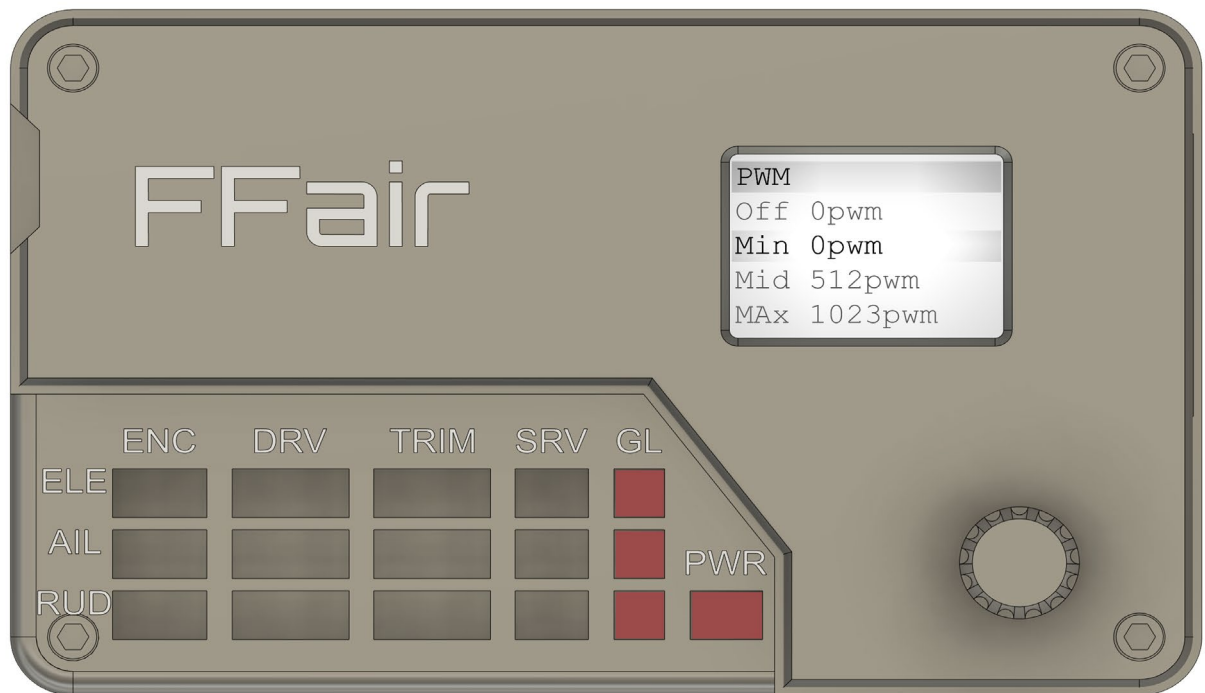 FFair
PWM
Off 0pwm
Min 0pwm
Mid 512pwm
MAx 1023pwm
ENC DRV TRIM SRV GL
ELE
AIL
PWR
RUD